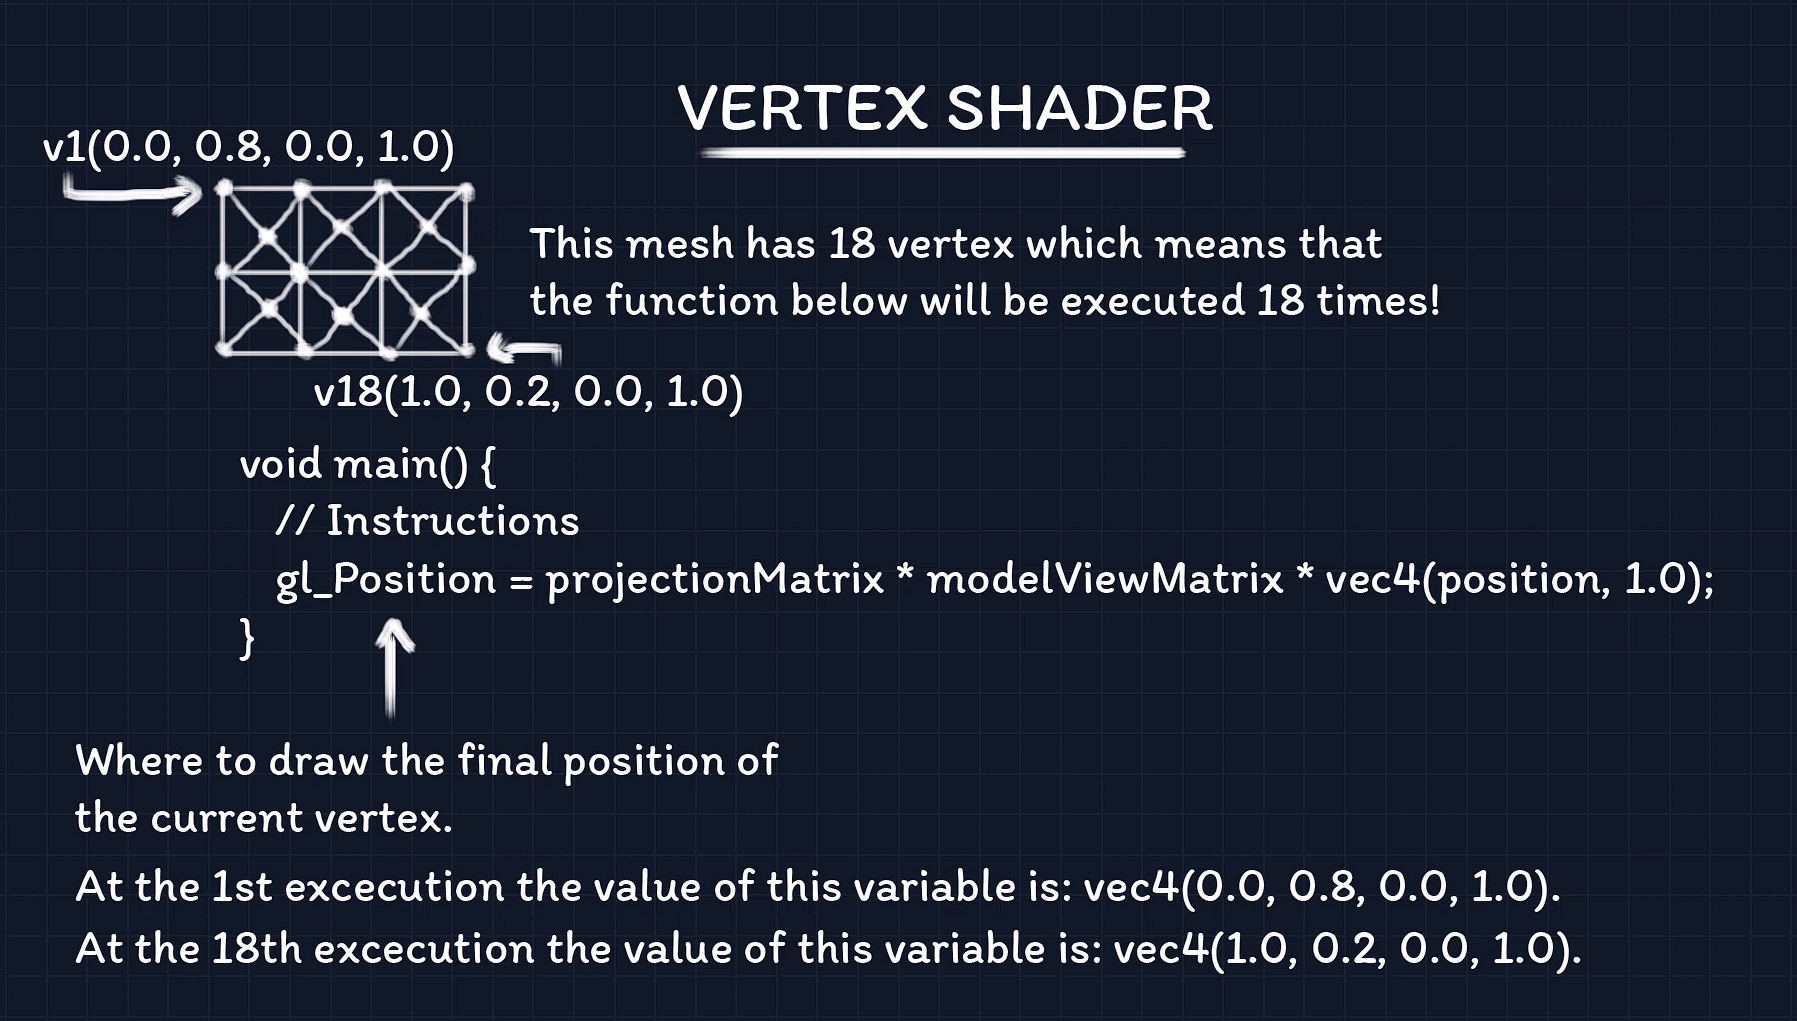 VERTEX SHADER
v1(0.0, 0.8, 0.0, 1.0)
This mesh has 18 vertex which means that
the function below will be executed 18 times!
v18(1.0, 0.2, 0.0, 1.0)
void main() {
// Instructions
gl_Position = projectionMatrix * modelViewMatrix * vec4(position, 1.0);
}
Where to draw the final position of
the current vertex.
At the 1st excecution the value of this variable is: vec4(0.0, 0.8, 0.0, 1.0).
At the 18th excecution the value of this variable is: vec4(1.0, 0.2, 0.0, 1.0).